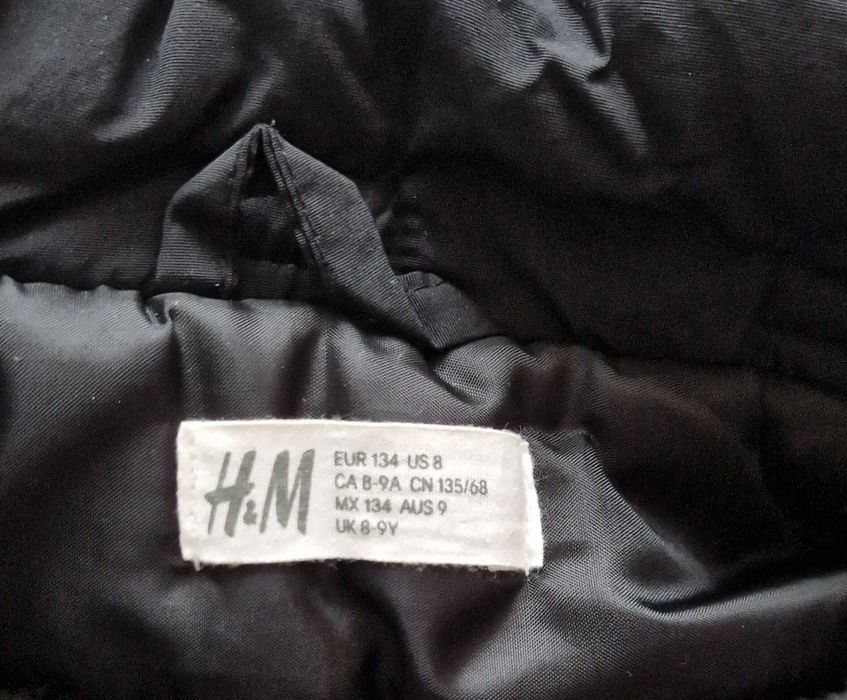 H&M
EUR 134 US 8
CA 8-9A CN 135/68
MX 134 AUS 9
UK 8-9Y